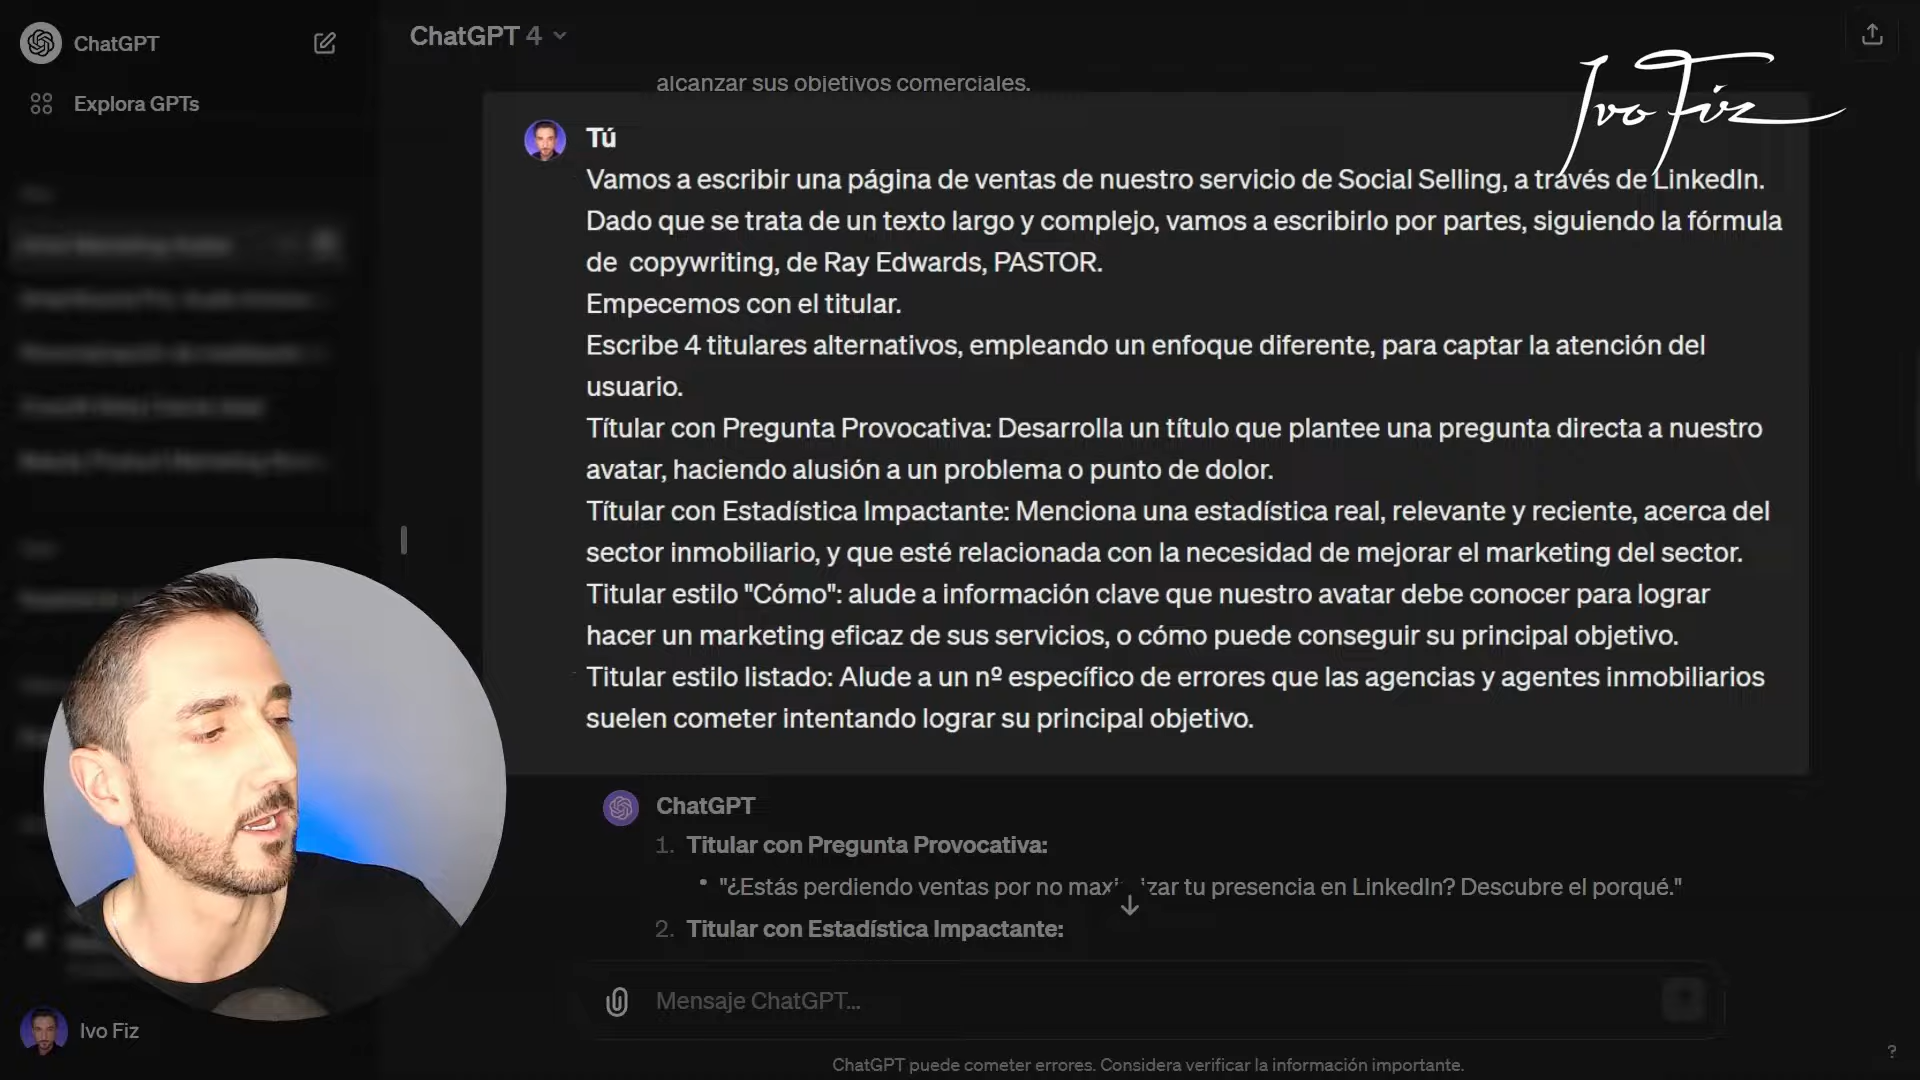 ChatGPT
ChatGPT 4
Explora GPTs
alcanzar sus objetivos comerciales.
Ivo Fiz
Tú
Vamos a escribir una página de ventas de nuestro servicio de Social Selling, a través de LinkedIn.
Dado que se trata de un texto largo y complejo, vamos a escribirlo por partes, siguiendo la fórmula
de  copywriting, de Ray Edwards, PASTOR.
Empecemos con el titular.
Escribe 4 titulares alternativos, empleando un enfoque diferente, para captar la atención del
usuario.
Títular con Pregunta Provocativa: Desarrolla un título que plantee una pregunta directa a nuestro
avatar, haciendo alusión a un problema o punto de dolor.
Títular con Estadística Impactante: Menciona una estadística real, relevante y reciente, acerca del
sector inmobiliario, y que esté relacionada con la necesidad de mejorar el marketing del sector.
Titular estilo "Cómo": alude a información clave que nuestro avatar debe conocer para lograr
hacer un marketing eficaz de sus servicios, o cómo puede conseguir su principal objetivo.
Titular estilo listado: Alude a un nº específico de errores que las agencias y agentes inmobiliarios
suelen cometer intentando lograr su principal objetivo.
ChatGPT
1. Titular con Pregunta Provocativa:
• "¿Estás perdiendo ventas por no tu presencia en LinkedIn? Descubre el porqué."
2. Titular con Estadística Impactante:
Mensaje ChatGPT...
Ivo Fiz
ChatGPT puede cometer errores. Considera verificar la información importante.
?